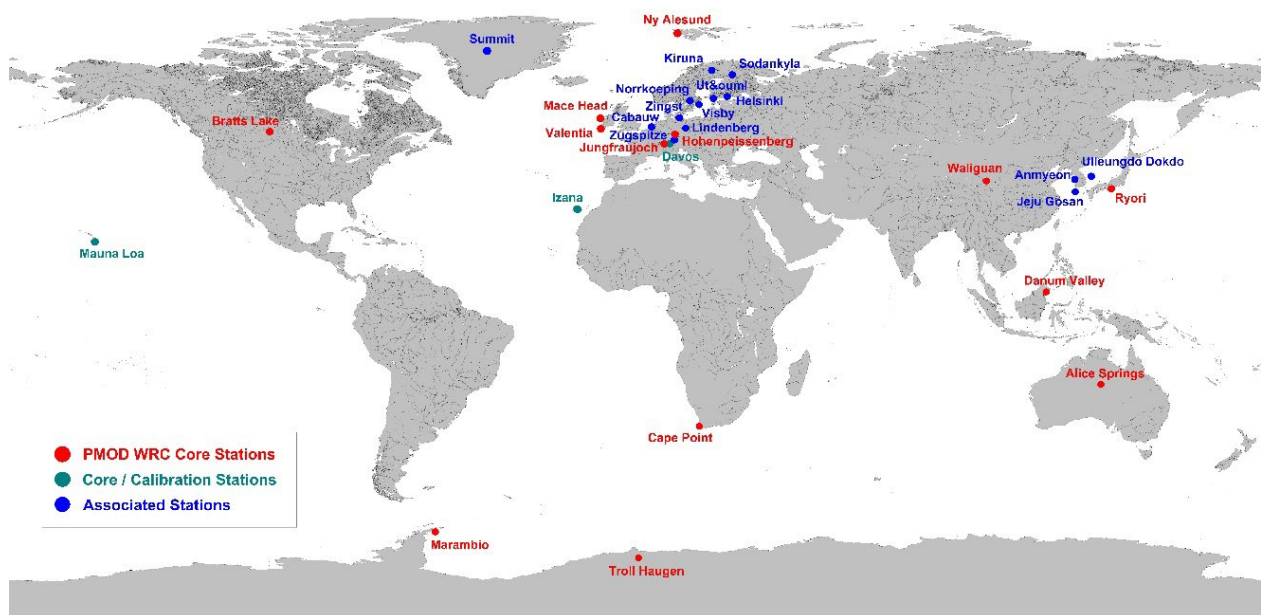 Ny Alesund
Summit
Kiruna
Sodankyla
Norrkoeping
Ut&ouml
Mace Head
Zingst
Helsinki
Bratts Lake
Cabauw
Visby
Valentia
Zugspitze
Lindenberg
Jungfraujoch
Hohenpeissenberg
Davos
Ulleungdo Dokdo
Waliguan
Anmyeon
Izana
Jeju Gosan
Ryori
Mauna Loa
Danum Valley
Alice Springs
Cape Point
PMOD WRC Core Stations
Core / Calibration Stations
Associated Stations
Marambio
Troll Haugen